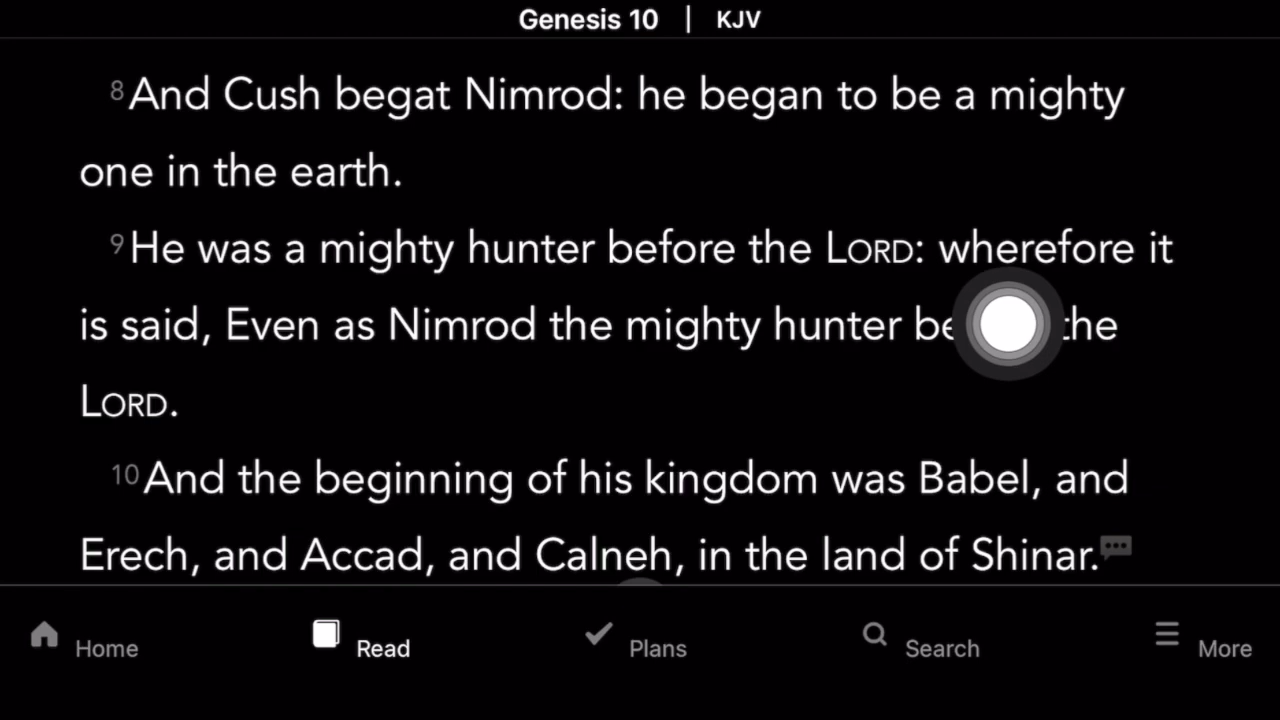 Genesis 10 | KJV
8 And Cush begat Nimrod: he began to be a mighty
one in the earth.
9 He was a mighty hunter before the LORD: wherefore it
is said, Even as Nimrod the mighty hunter the
LORD.
10 And the beginning of his kingdom was Babel, and
Erech, and Accad, and Calneh, in the land of Shinar.
Home Read Plans Search More